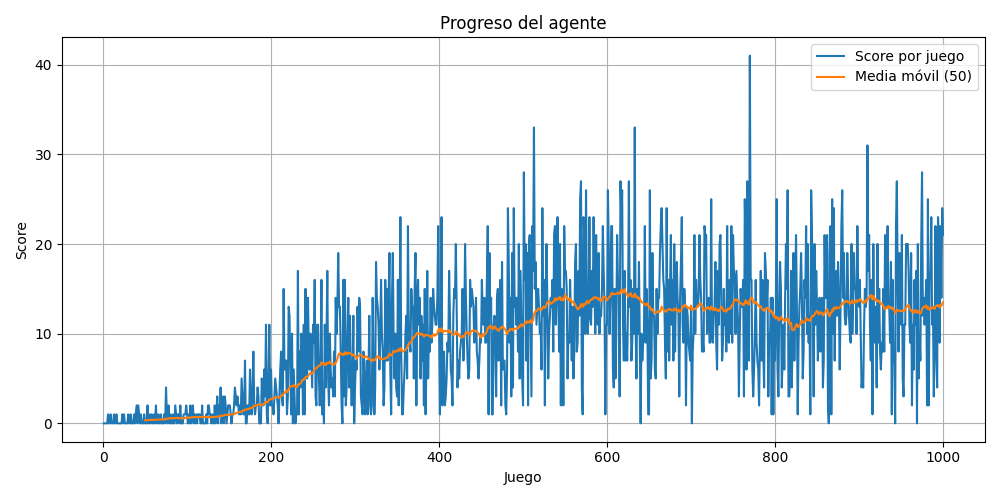 Progreso del agente
Score por juego
Media móvil (50)
Score
40
30
20
10
0
0 200 400 600 800 1000
Juego